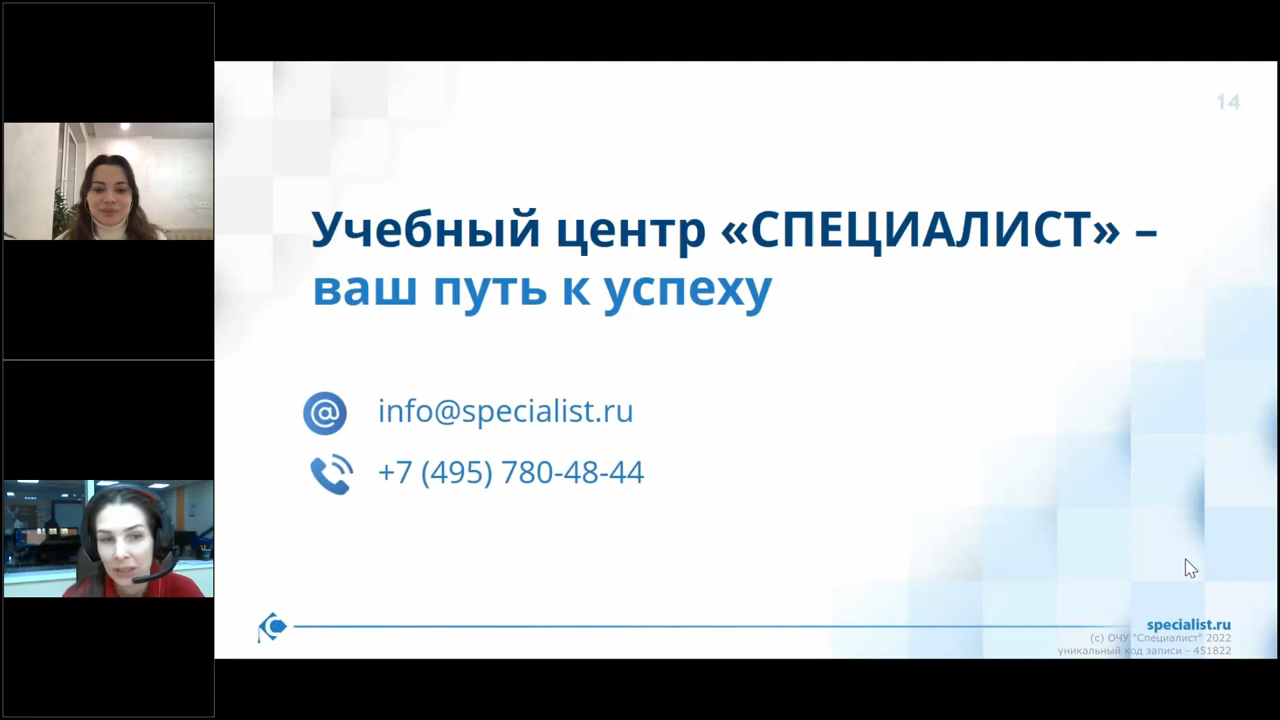 14
Учебный центр «СПЕЦИАЛИСТ» –
ваш путь к успеху
info@specialist.ru
+7 (495) 780-48-44
specialist.ru
(c) ОЧУ "Специалист" 2022
уникальный код записи - 451822